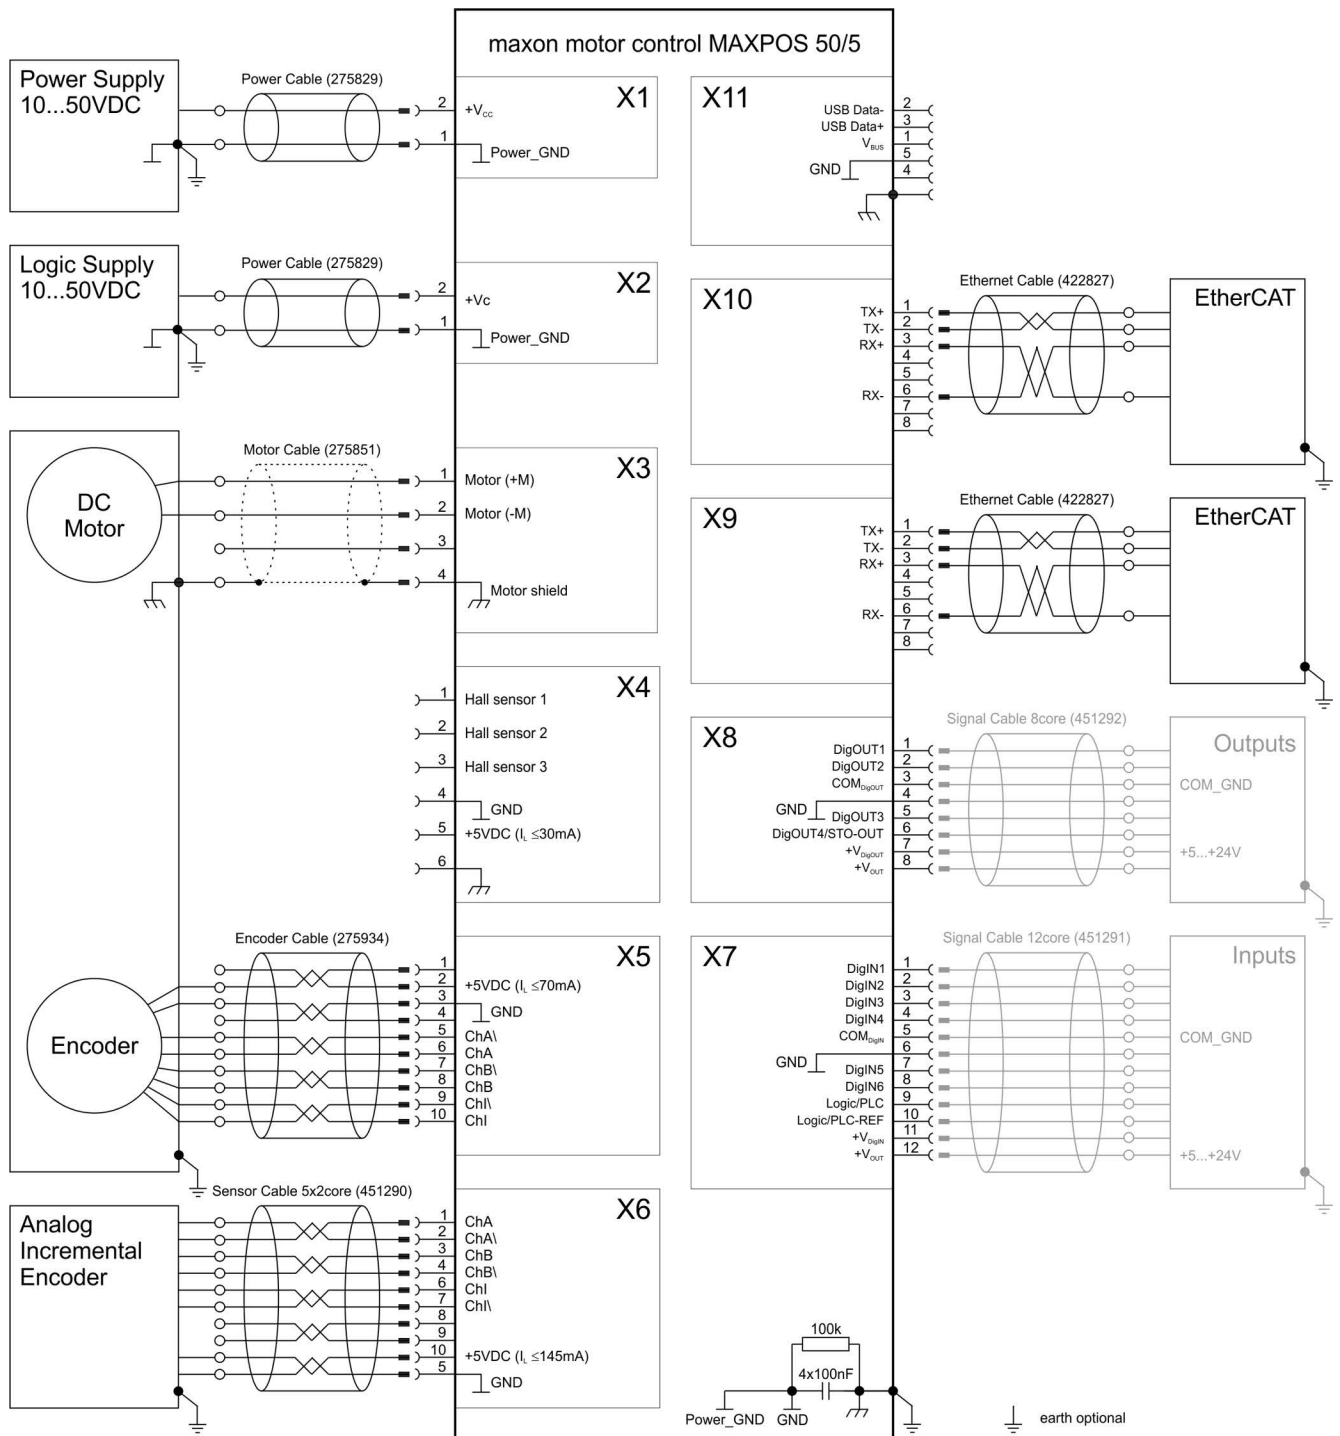 maxon motor control MAXPOS 50/5
Power Supply
10...50VDC
Power Cable (275829)
2
1
+Vcc
Power_GND
X1
Logic Supply
10...50VDC
Power Cable (275829)
2
1
+Vc
Power_GND
X2
DC
Motor
Motor Cable (275851)
1
2
3
4
Motor (+M)
Motor (-M)
Motor shield
X3
1
2
3
4
5
6
Hall sensor 1
Hall sensor 2
Hall sensor 3
GND
+5VDC (IL ≤30mA)
X4
Encoder
Encoder Cable (275934)
1
2
3
4
5
6
7
8
9
10
+5VDC (IL ≤70mA)
GND
ChA\
ChA
ChB\
ChB
ChI\
ChI
X5
Analog
Incremental
Encoder
Sensor Cable 5x2core (451290)
1
2
3
4
6
7
8
9
10
5
ChA
ChA\
ChB
ChB\
ChI
ChI\
+5VDC (IL ≤145mA)
GND
X6
X11
USB Data-
USB Data+
VBUS
GND
2
3
1
5
4
X10
TX+
TX-
RX+
RX-
1
2
3
4
5
6
7
8
Ethernet Cable (422827)
EtherCAT
X9
TX+
TX-
RX+
RX-
1
2
3
4
5
6
7
8
Ethernet Cable (422827)
EtherCAT
X8
DigOUT1
DigOUT2
COMDigOUT
GND
DigOUT3
DigOUT4/STO-OUT
+VDigOUT
+VOUT
1
2
3
4
5
6
7
8
Signal Cable 8core (451292)
Outputs
COM_GND
+5...+24V
X7
DigIN1
DigIN2
DigIN3
DigIN4
COMDigIN
GND
DigIN5
DigIN6
Logic/PLC
Logic/PLC-REF
+VDigIN
+VOUT
1
2
3
4
5
6
7
8
9
10
11
12
Signal Cable 12core (451291)
Inputs
COM_GND
+5...+24V
100k
4x100nF
Power_GND
GND
earth optional